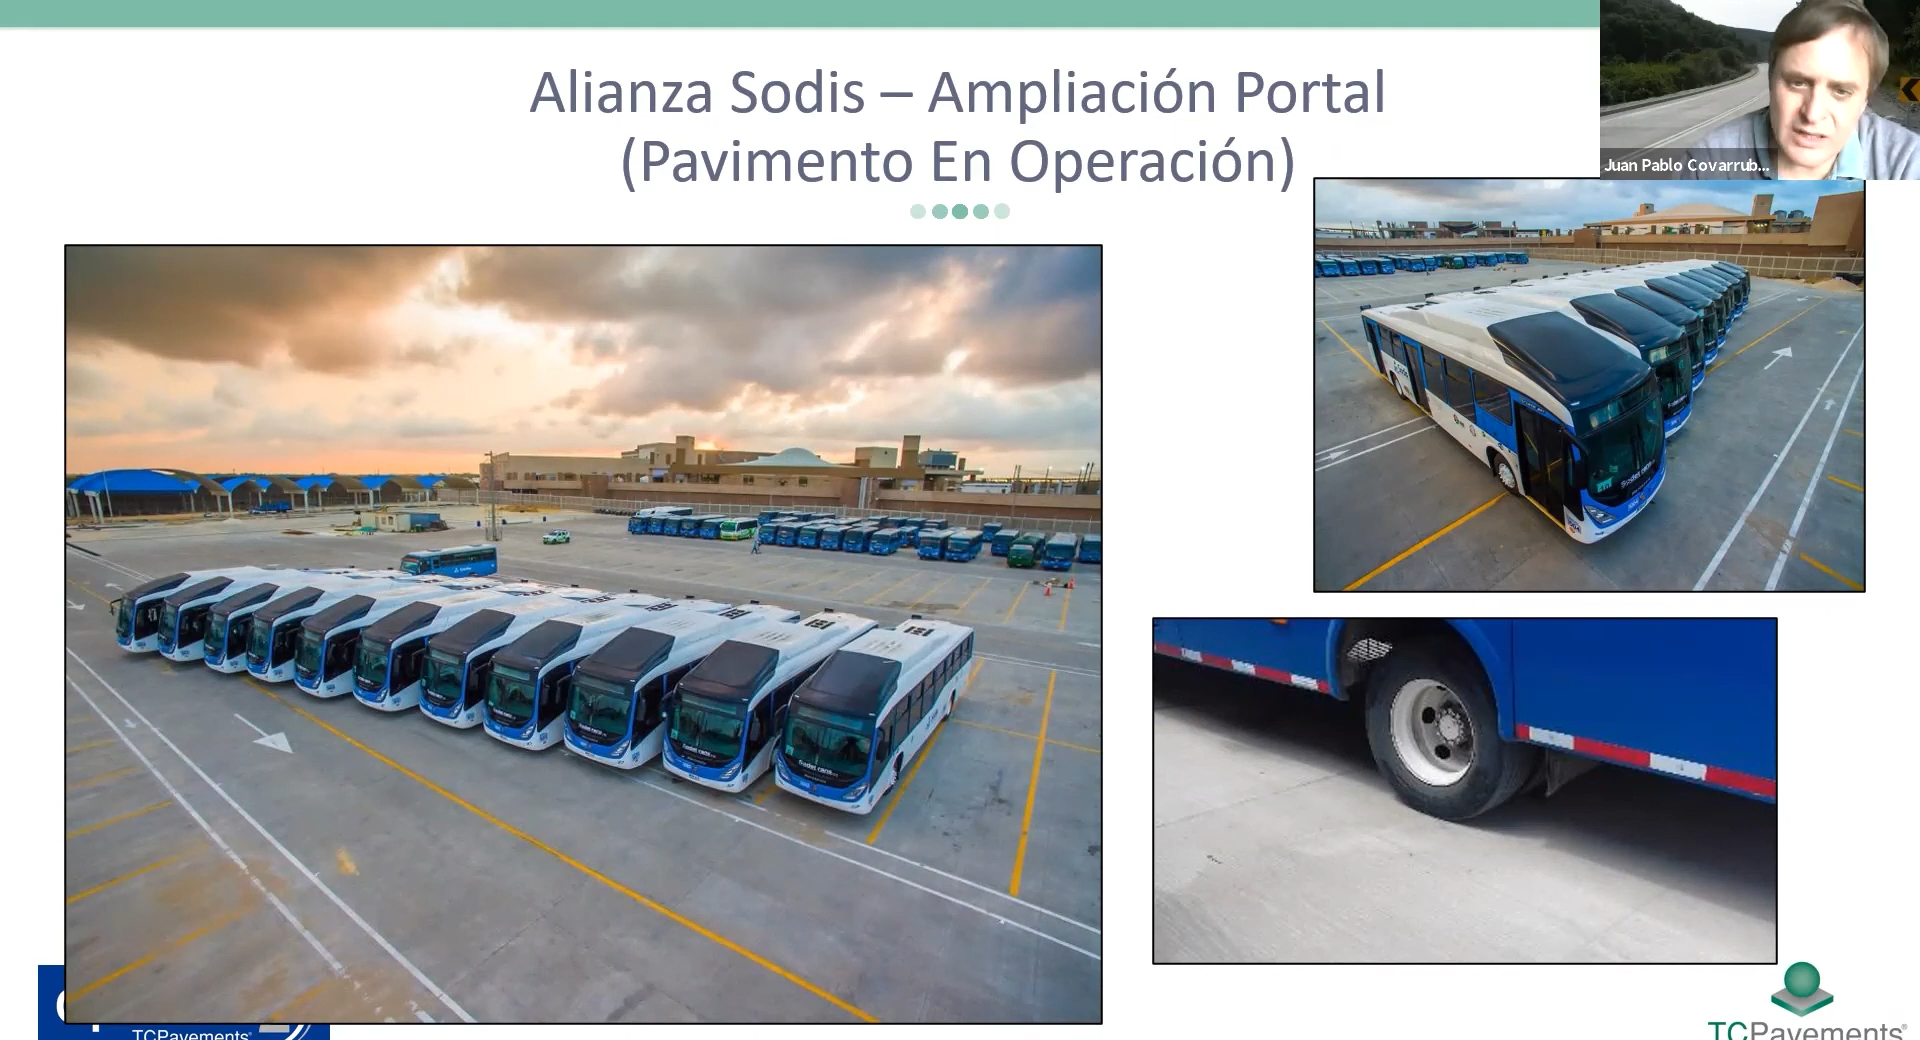 Alianza Sodis – Ampliación Portal
(Pavimento En Operación)
Juan Pablo Covarrub...
TCPavements®
TCPavements®